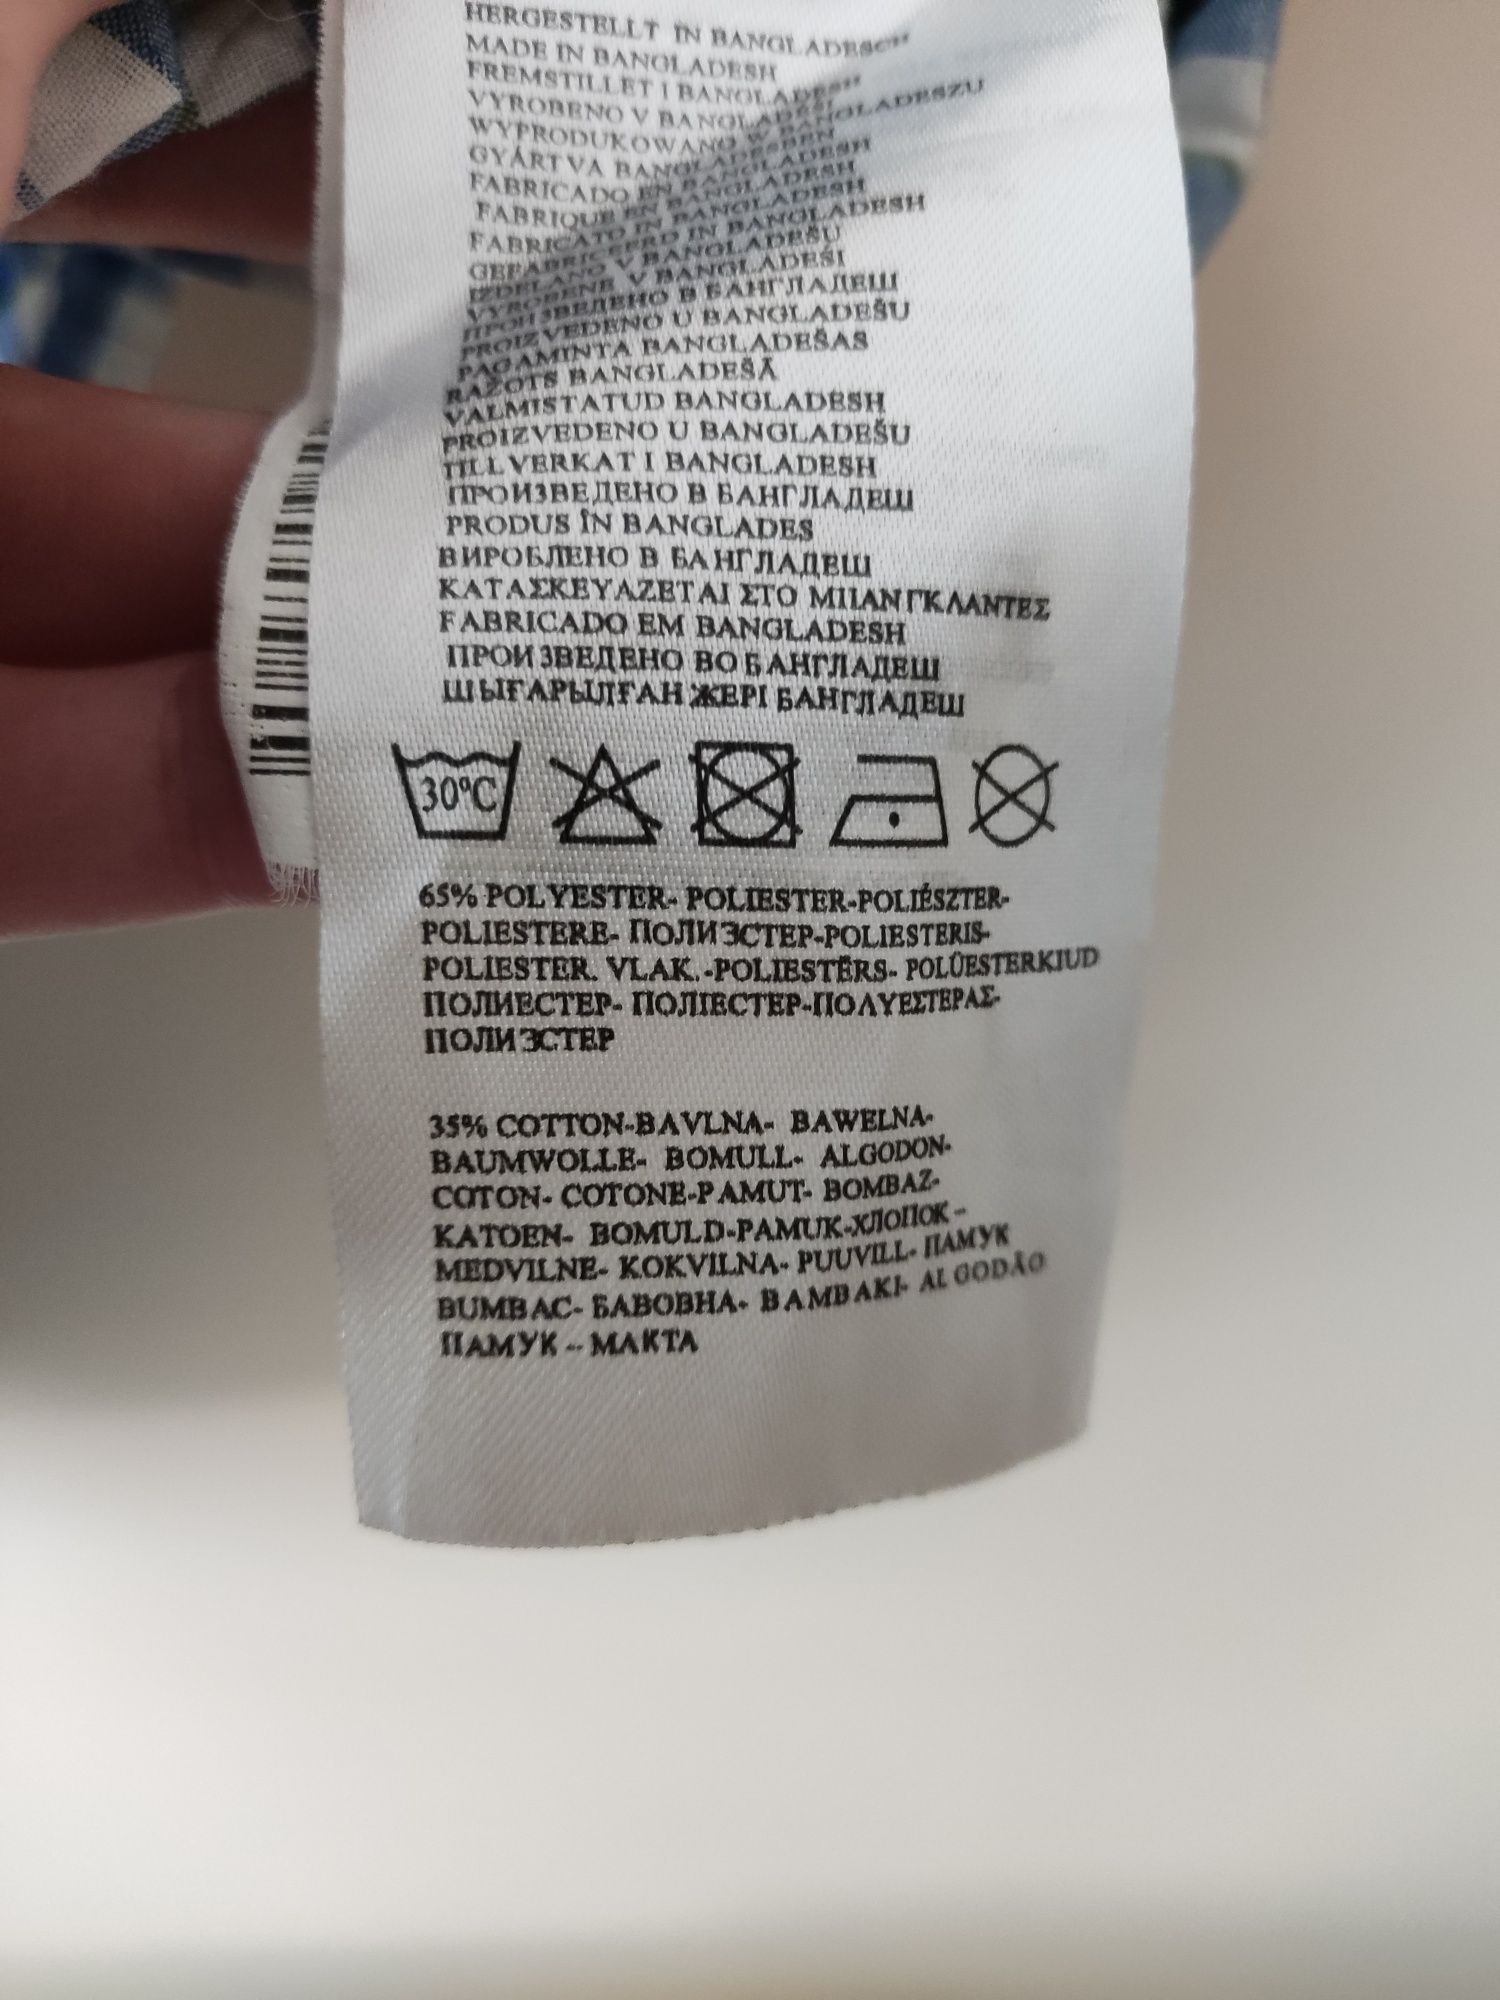 HERGESTELLT IN BANGLADESCH
MADE IN BANGLADESH
FREMSTILLET I BANGLADESH
VYROBENO V BANGLADÉŠI
WYPRODUKOWANO W BANGLADESZU
GYÁRTVA BANGLADESBEN
FABRICADO EN BANGLADESH
FABRIQUE EN BANGLADESH
FABRICATO IN BANGLADESH
GEFABRICEERD IN BANGLADESH
IZDELANO V BANGLADEŠU
VYROBENE V BANGLADEŠI
ПРОИЗВЕДЕНО В БАНГЛАДЕШ
PROIZVEDENO U BANGLADEŠU
PAGAMINTA BANGLADEŠAS
RAŽOTS BANGLADEŠĀ
VALMISTATUD BANGLADESH
PROIZVEDENO U BANGLADEŠU
TILLVERKAT I BANGLADESH
ПРОИЗВЕДЕНО В БАНГЛАДЕШ
PRODUS ÎN BANGLADES
ВИРОБЛЕНО В БАНГЛАДЕШ
ΚΑΤΑΣΚΕΥΑΖΕΤΑΙ ΣΤΟ ΜΠΑΝΓΚΛΑΝΤΕΣ
FABRICADO EM BANGLADESH
ПРОИЗВЕДЕНО ВО БАНГЛАДЕШ
ШЫҒАРЫЛҒАН ЖЕРІ БАНГЛАДЕШ
30°C
65% POLYESTER- POLIESTER-POLIÉSZTER-
POLIESTERE- ПОЛИЭСТЕР-POLIESTERIS-
POLIESTER. VLAK.-POLIESTĒRS- POLÜESTERKIUD
ПОЛИЕСТЕР- ПОЛІЕСТЕР-ΠΟΛΥΕΣΤΕΡΑΣ-
ПОЛИЭСТЕР
35% COTTON-BAVLNA- BAWELNA-
BAUMWOLLE- BOMULL- ALGODON-
COTON- COTONE-PAMUT- BOMBAZ-
KATOEN- BOMULD-PAMUK-ХЛОПОК-
MEDVILNE- KOKVILNA- PUUVILL- ПАМУК
BUMBAC- БАВОВНА- BAMBAKI- ALGODÃO
ПАМУК - МАКТА